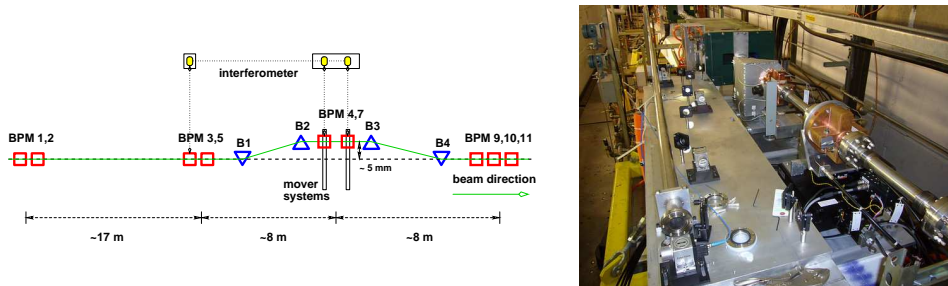 interferometer
BPM 4,7
BPM 1,2
BPM 3,5
B1
B2
B3
B4
BPM 9,10,11
~ 5 mm
mover
systems
beam direction
~17 m
~8 m
~8 m